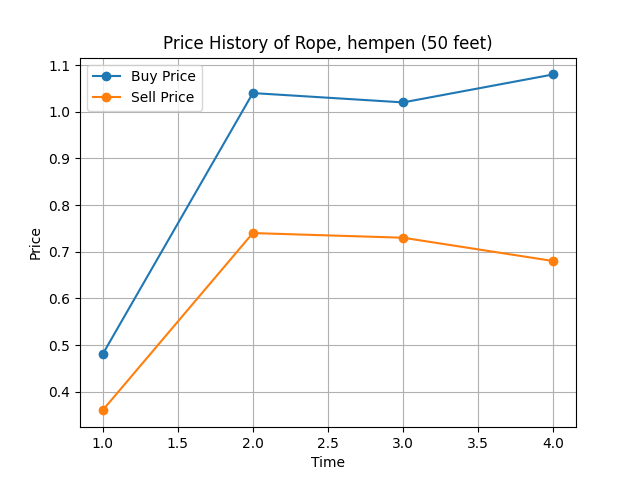 Price History of Rope, hempen (50 feet)
Buy Price
Sell Price
Price
1.1
1.0
0.9
0.8
0.7
0.6
0.5
0.4
1.0 1.5 2.0 2.5 3.0 3.5 4.0
Time